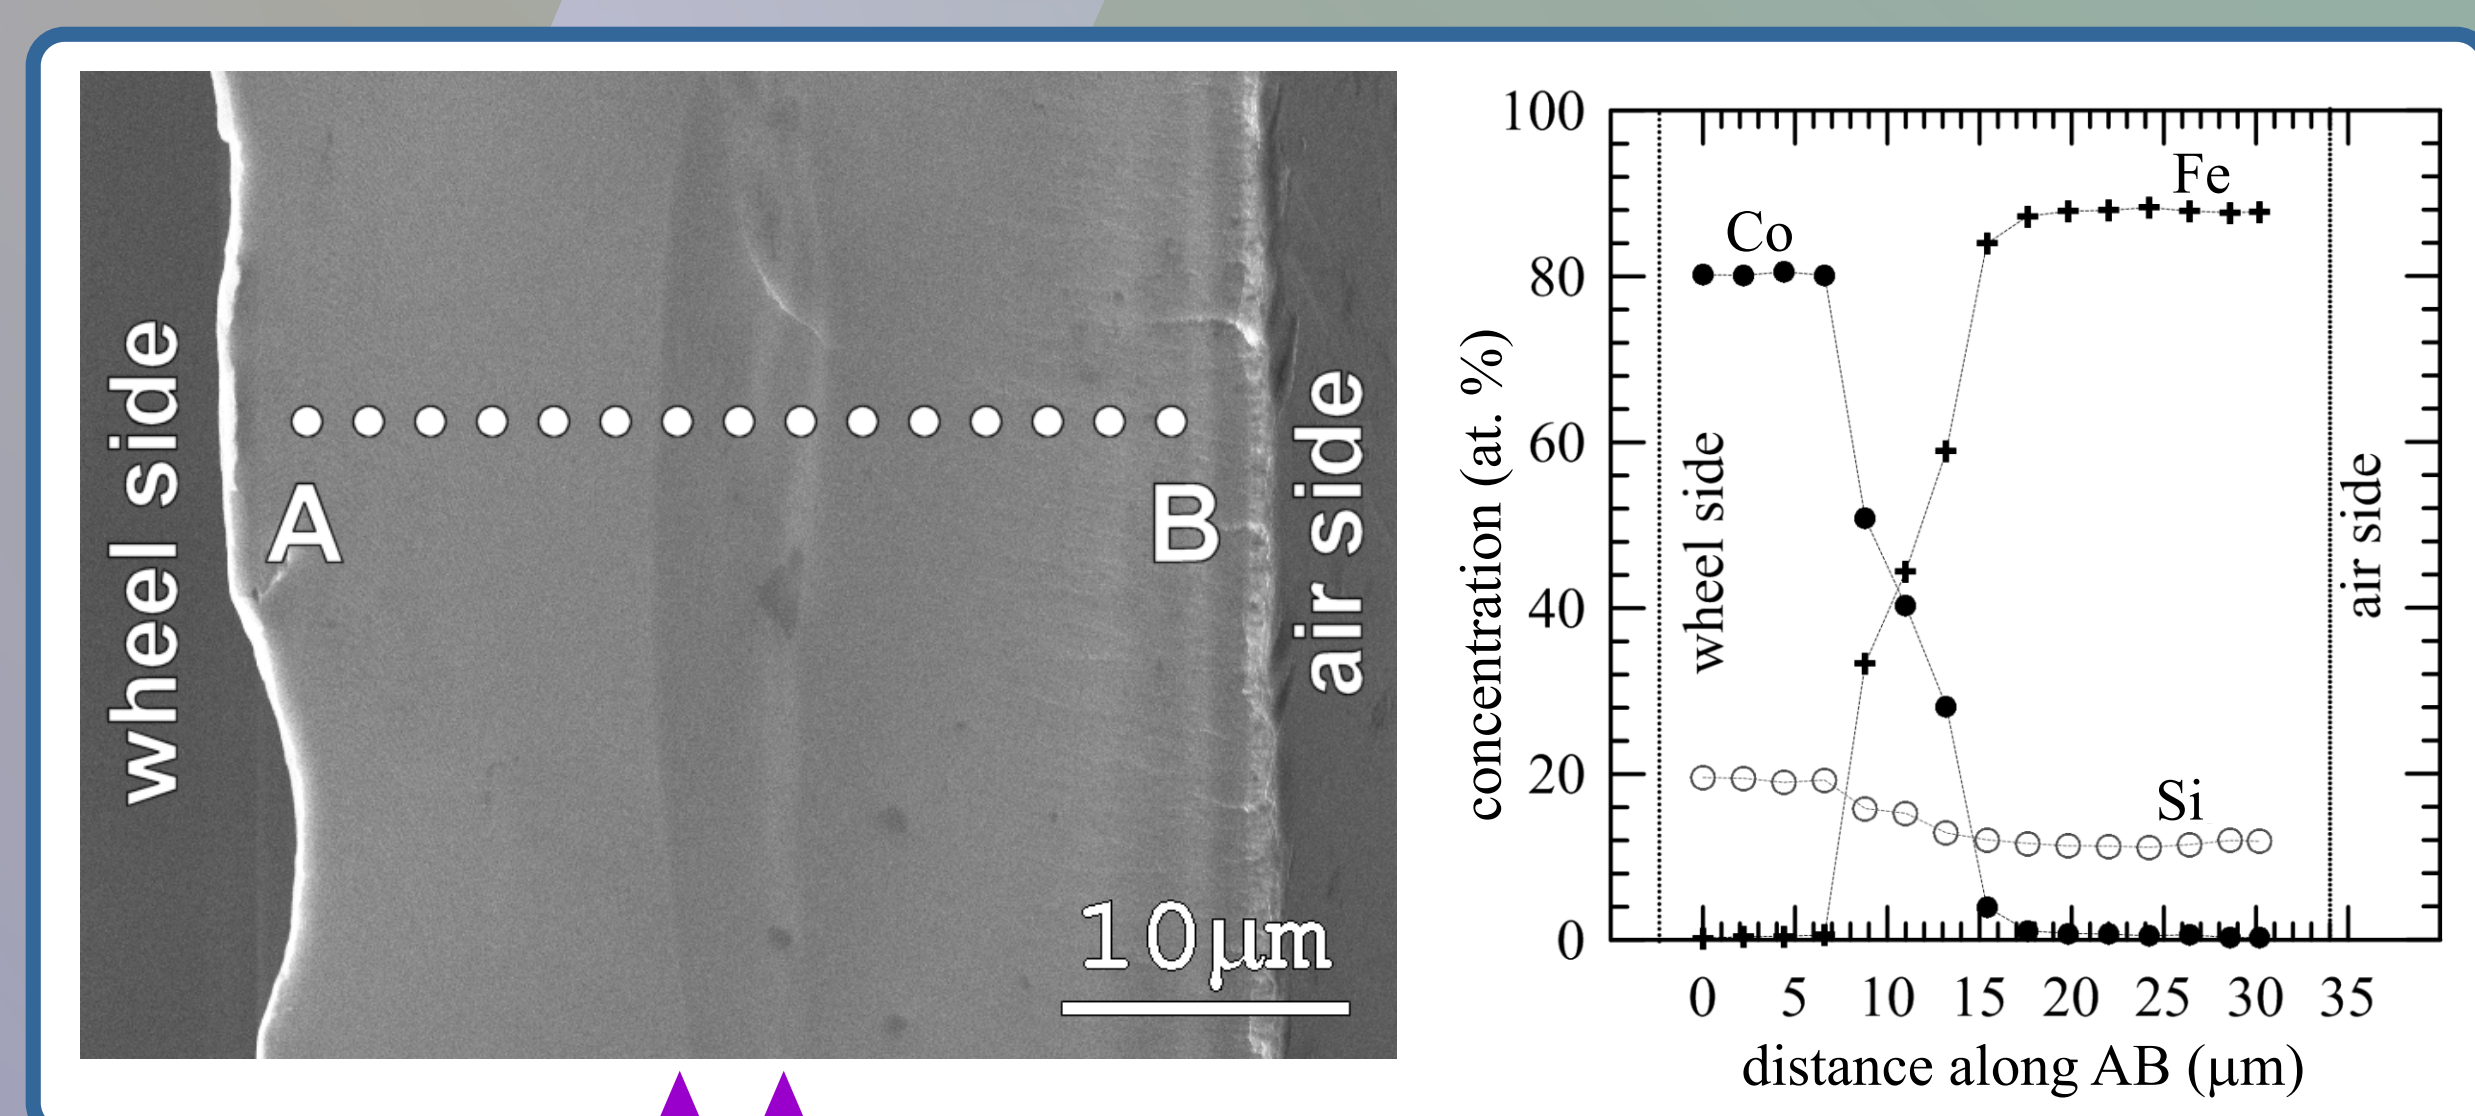 wheel side
A
B
air side
10µm
100
80
60
40
20
0
concentration (at. %)
Co
Fe
Si
wheel side
air side
0 5 10 15 20 25 30 35
distance along AB (µm)